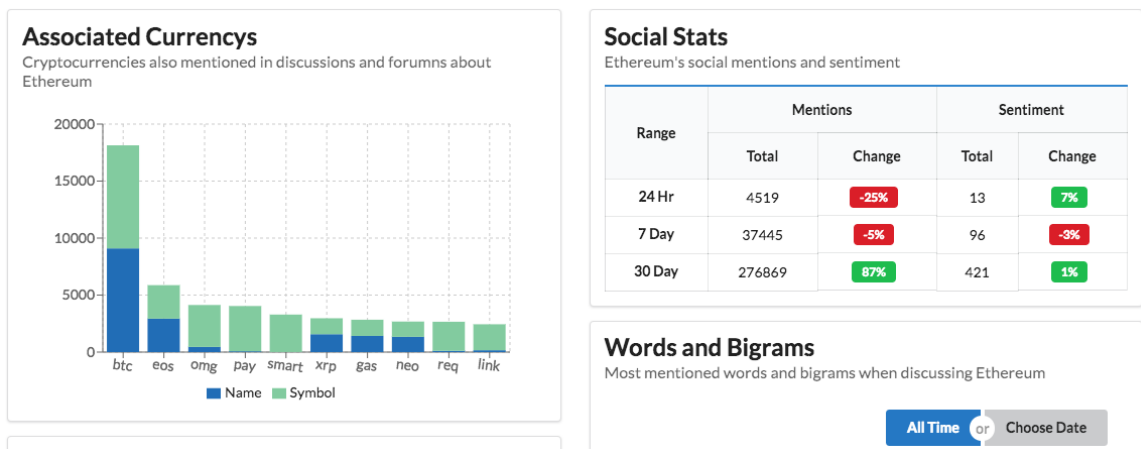 Associated Currencys
Cryptocurrencies also mentioned in discussions and forumns about
Ethereum
20000
15000
10000
5000
0
btc eos omg pay smart xrp gas neo req link
Name Symbol
Social Stats
Ethereum's social mentions and sentiment
Range Mentions Sentiment
Total Change Total Change
24 Hr 4519 -25% 13 7%
7 Day 37445 -5% 96 -3%
30 Day 276869 87% 421 1%
Words and Bigrams
Most mentioned words and bigrams when discussing Ethereum
All Time or Choose Date